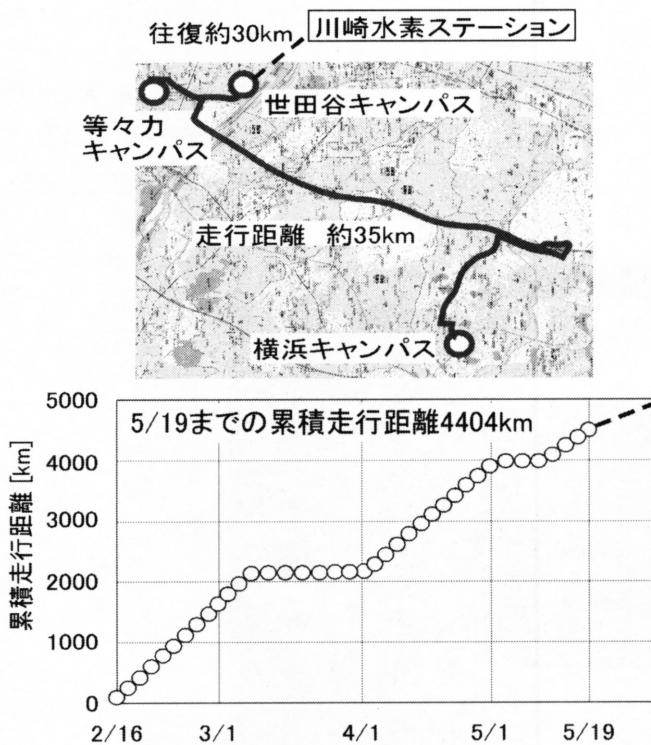 往復約30km
川崎水素ステーション
世田谷キャンパス
等々力
キャンパス
走行距離 約35km
横浜キャンパス
5/19までの累積走行距離4404km
累積走行距離 [km]
5000
4000
3000
2000
1000
0
2/16
3/1
4/1
5/1
5/19